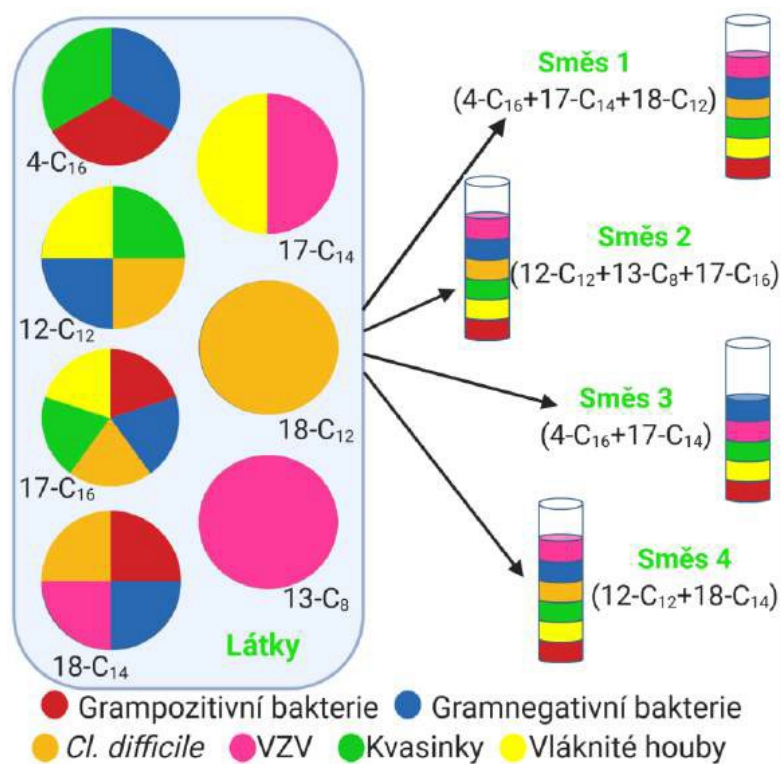 4-C₁₆
12-C₁₂
17-C₁₆
18-C₁₄
17-C₁₄
18-C₁₂
13-C₈
Látky
Směs 1
(4-C₁₆+17-C₁₄+18-C₁₂)
Směs 2
(12-C₁₂+13-C₈+17-C₁₆)
Směs 3
(4-C₁₆+17-C₁₄)
Směs 4
(12-C₁₂+18-C₁₄)
Grampozitivní bakterie Gramnegativní bakterie
Cl. difficile VZV Kvasinky Vláknité houby